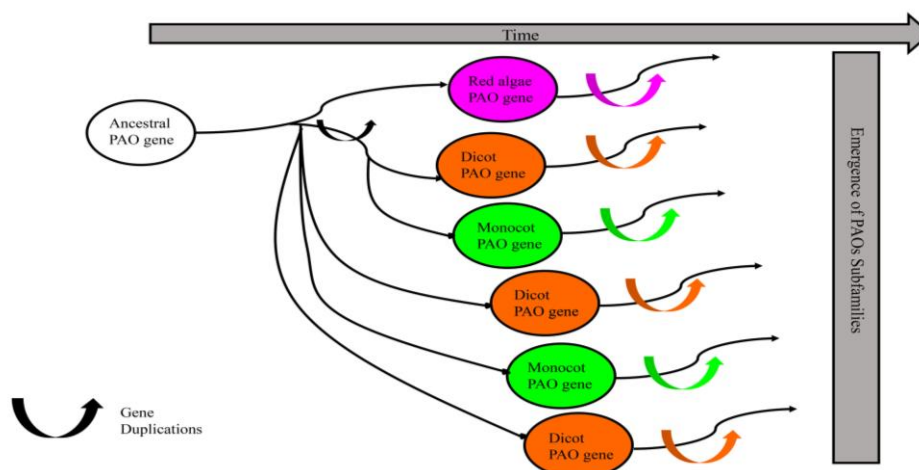 Time
Ancestral
PAO gene
Red algae
PAO gene
Dicot
PAO gene
Monocot
PAO gene
Dicot
PAO gene
Monocot
PAO gene
Dicot
PAO gene
Emergence of PAOs Subfamilies
Gene
Duplications